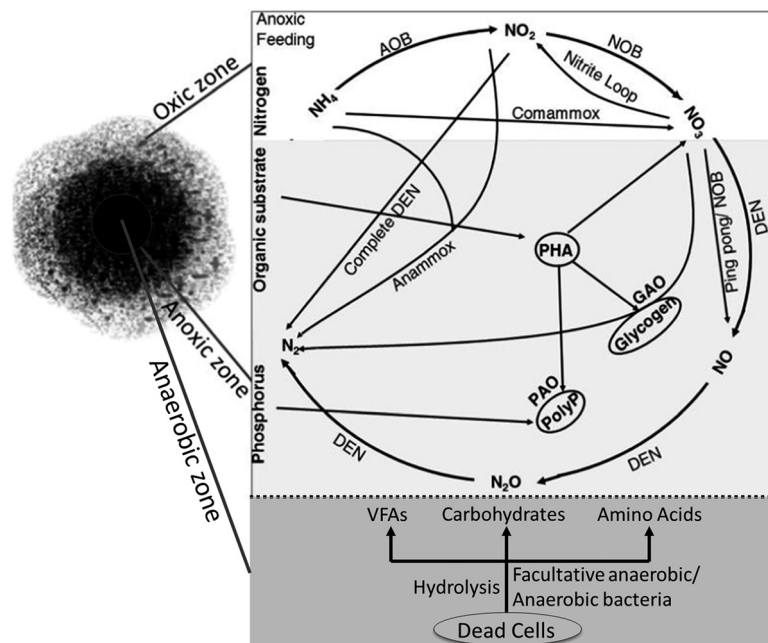 Anoxic
Feeding
Oxic zone
Nitrogen
AOB
NO2
NOB
Nitrite Loop
NH4
Comammox
NO3
Organic substrate
Complete DEN
Anammox
PHA
Ping pong/ NOB
DEN
GAO
Glycogen
Anoxic zone
N2
NO
Phosphorus
PAO
PolyP
Anaerobic zone
DEN
DEN
N2O
VFAs
Carbohydrates
Amino Acids
Hydrolysis
Facultative anaerobic/
Anaerobic bacteria
Dead Cells